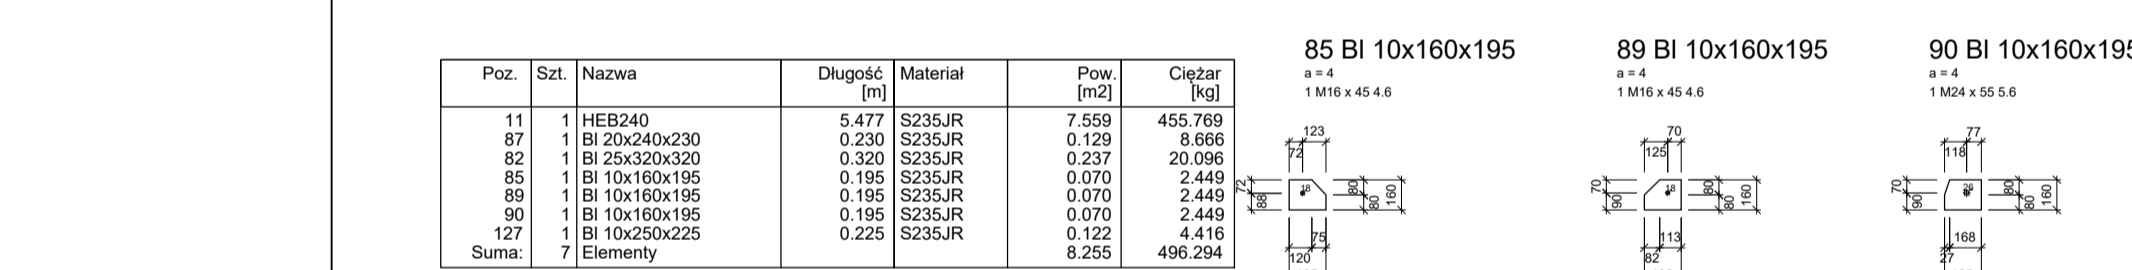 Poz. Szt. Nazwa Długość [m] Materiał Pow. [m2] Ciężar [kg]
11 1 HEB240 5.477 S235JR 7.559 455.769
87 1 Bl 20x240x230 0.230 S235JR 0.129 8.666
82 1 Bl 25x320x320 0.320 S235JR 0.237 20.096
85 1 Bl 10x160x195 0.195 S235JR 0.070 2.449
89 1 Bl 10x160x195 0.195 S235JR 0.070 2.449
90 1 Bl 10x160x195 0.195 S235JR 0.070 2.449
127 1 Bl 10x250x225 0.225 S235JR 0.122 4.416
Suma: 7 Elementy 8.255 496.294
85 Bl 10x160x195
a = 4
1 M16 x 45 4.6
123
72
72
88
18
80
80
160
75
120
89 Bl 10x160x195
a = 4
1 M16 x 45 4.6
70
125
70
90
18
80
80
160
113
82
90 Bl 10x160x195
a = 4
1 M24 x 55 5.6
77
118
70
90
26
80
80
160
168
27